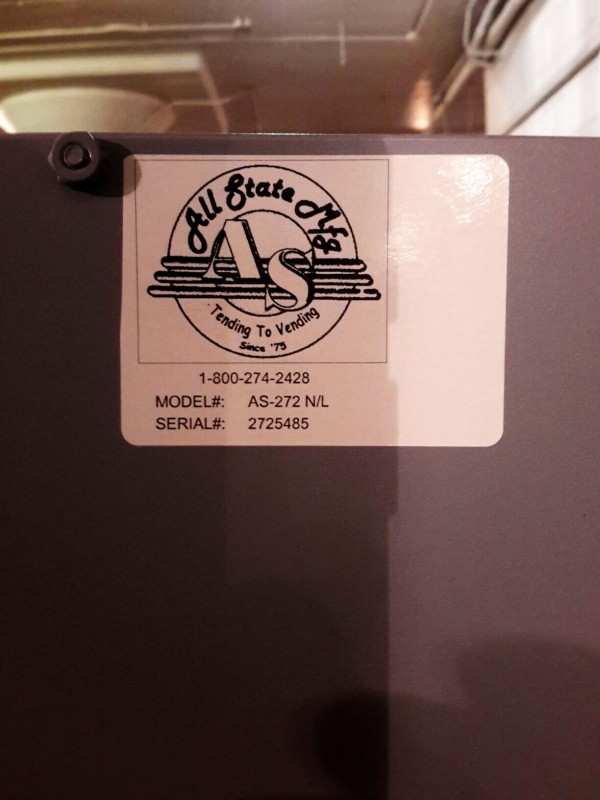 All State Mfg
AS
Tending To Vending
Since '75
1-800-274-2428
MODEL#: AS-272 N/L
SERIAL#: 2725485